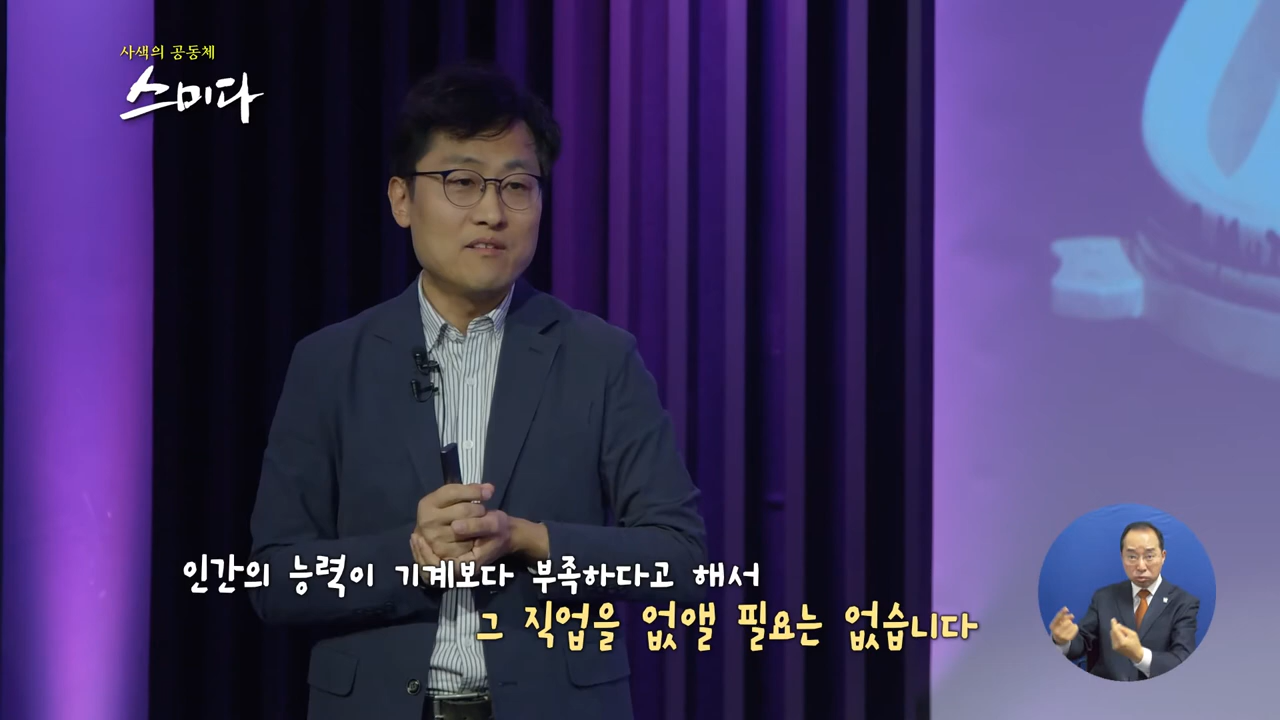 사색의 공동체
스미다
인간의 능력이 기계보다 부족하다고 해서
그 직업을 없앨 필요는 없습니다